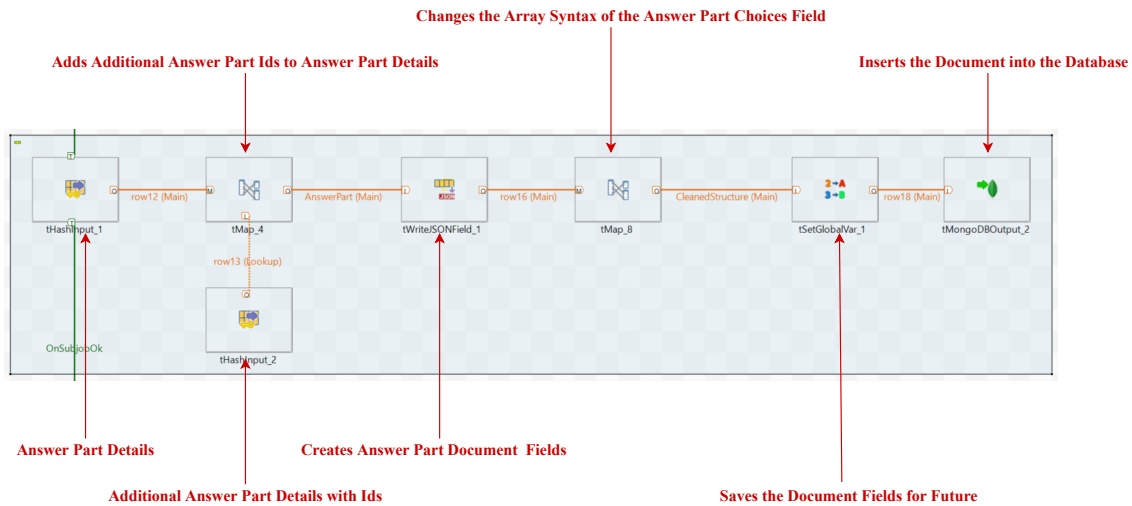 Changes the Array Syntax of the Answer Part Choices Field
Adds Additional Answer Part Ids to Answer Part Details
Inserts the Document into the Database
T
O
row12 (Main)
M
O
AnswerPart (Main)
I
O
row16 (Main)
M
O
CleanedStructure (Main)
I
2→A
3→B
O
row18 (Main)
I
JSON
T
L
tHashInput_1
tMap_4
tWriteJSONField_1
tMap_8
tSetGlobalVar_1
tMongoDBOutput_2
row13 (Lookup)
O
OnSubjobOk
tHashInput_2
Answer Part Details
Creates Answer Part Document Fields
Additional Answer Part Details with Ids
Saves the Document Fields for Future